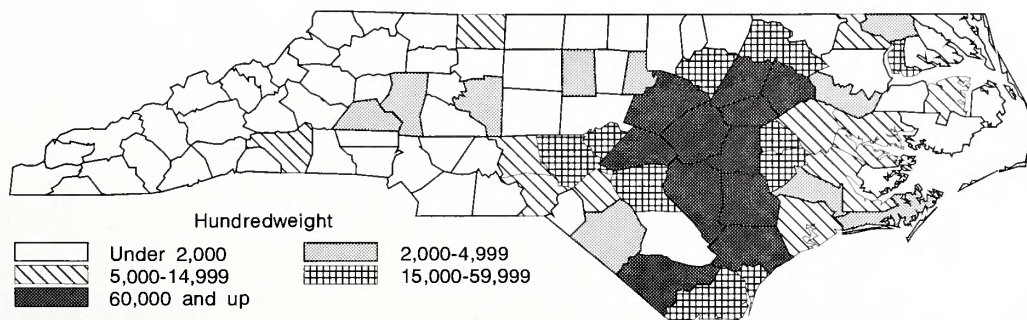 Hundredweight
Under 2,000
2,000-4,999
5,000-14,999
15,000-59,999
60,000 and up